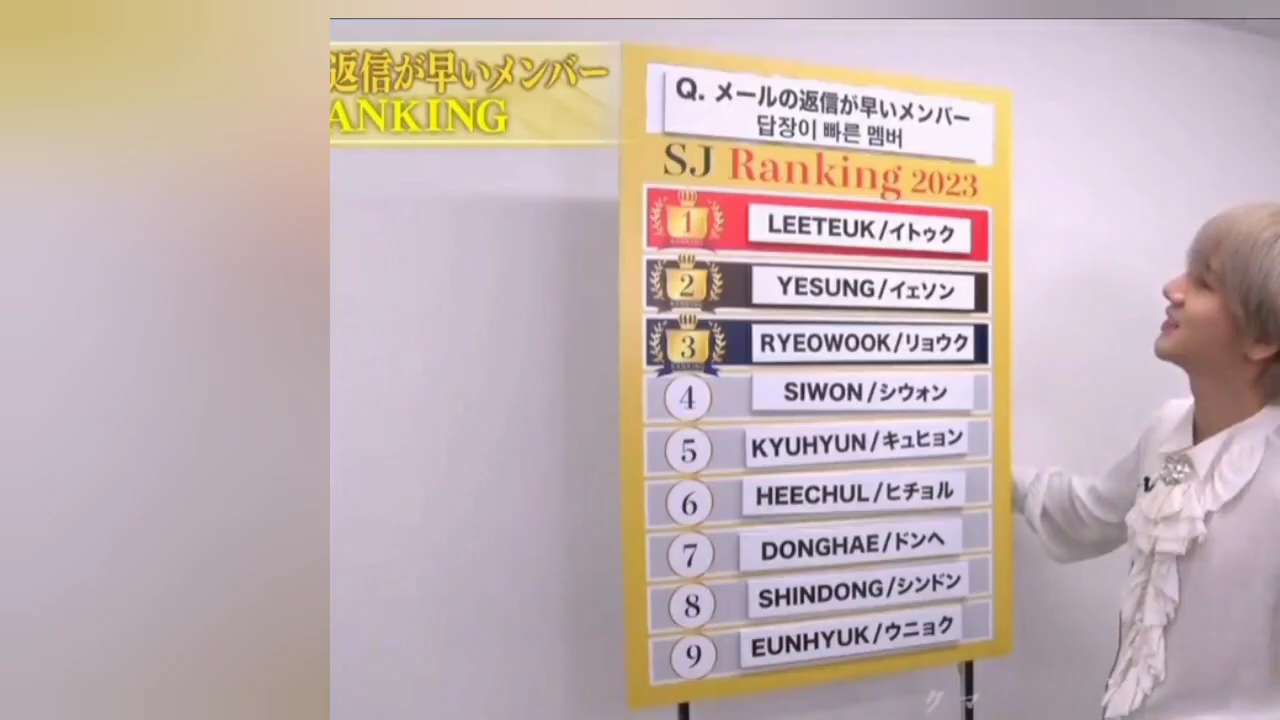 返信が早いメンバー
ANKING
Q. メールの返信が早いメンバー
답장이 빠른 멤버
SJ Ranking 2023
1 LEETEUK/イトゥク
2 YESUNG/イェソン
3 RYEOWOOK/リョウク
4 SIWON/シウォン
5 KYUHYUN/キュヒョン
6 HEECHUL/ヒチョル
7 DONGHAE/ドンヘ
8 SHINDONG/シンドン
9 EUNHYUK/ウニョク